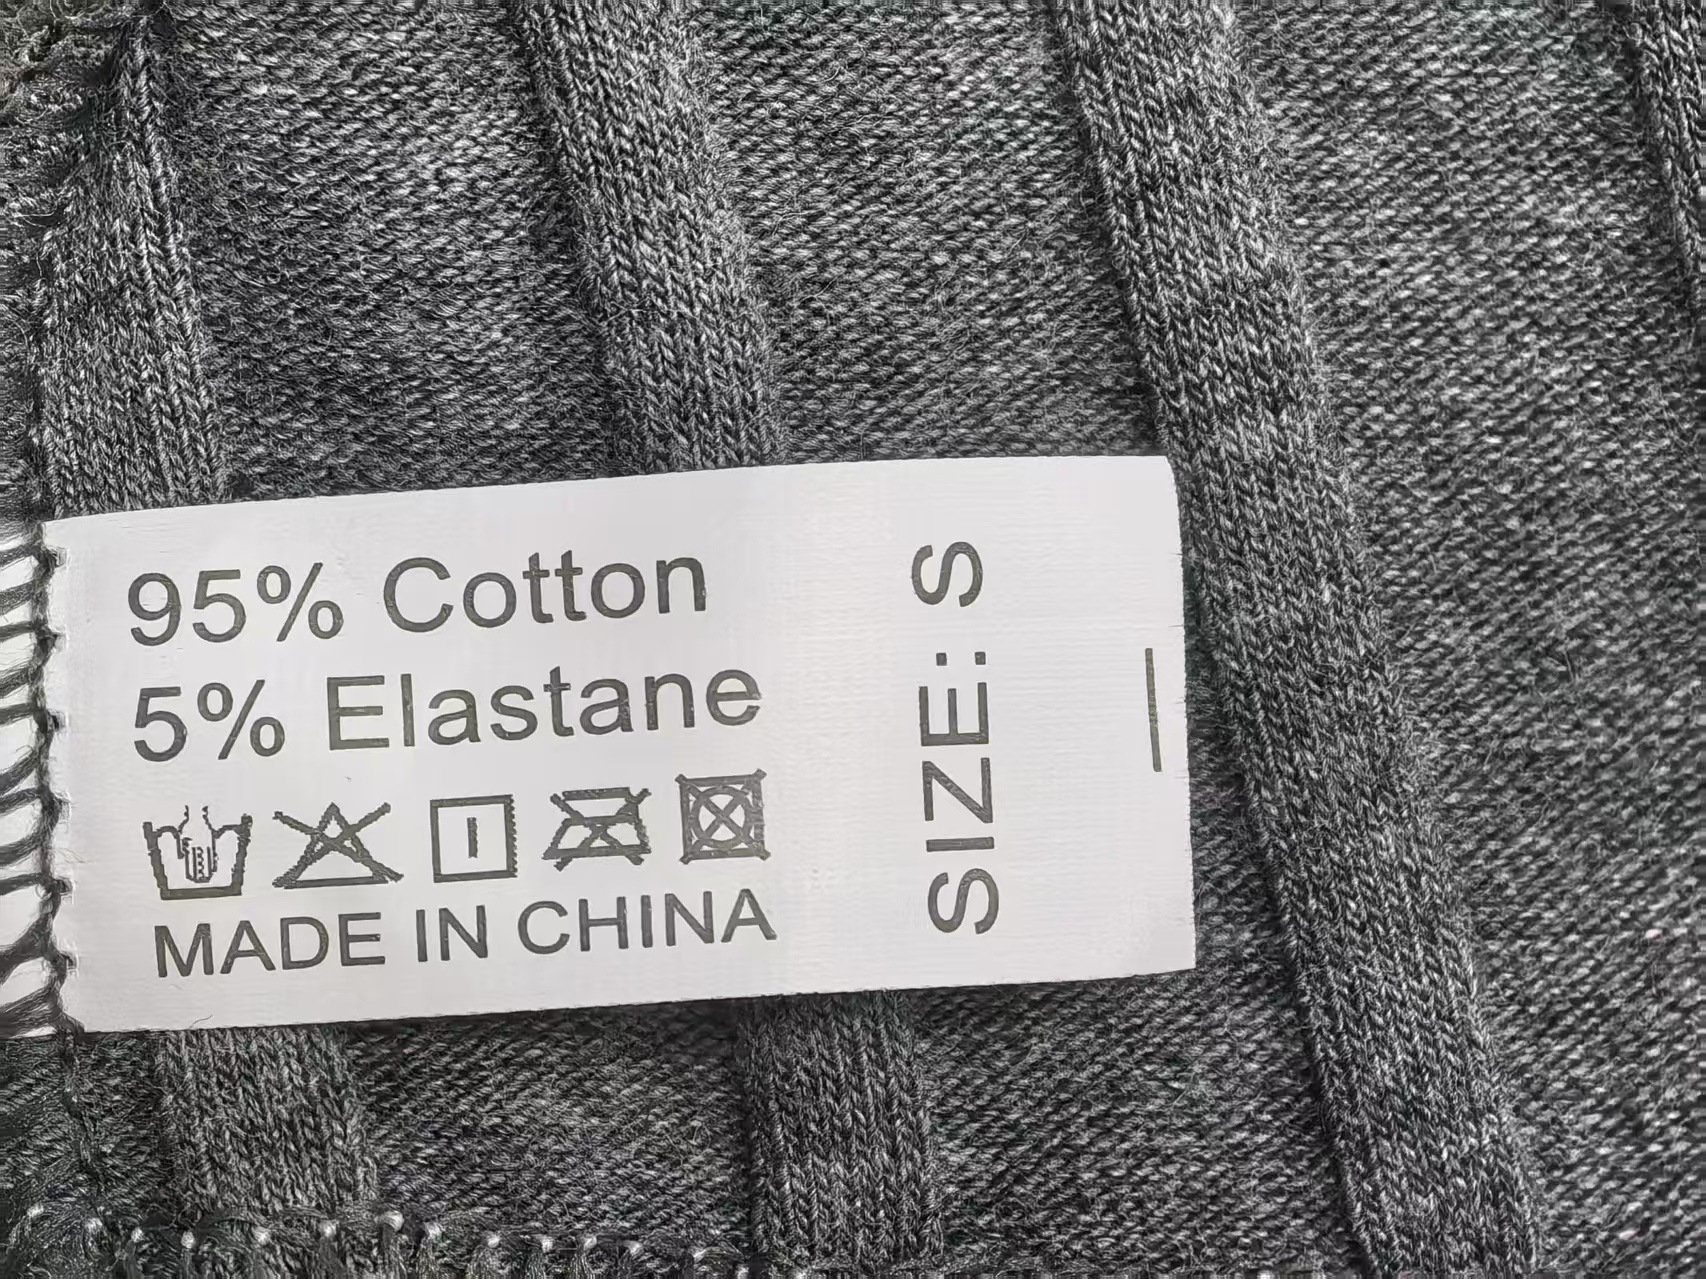 95% Cotton
5% Elastane
MADE IN CHINA
SIZE: S